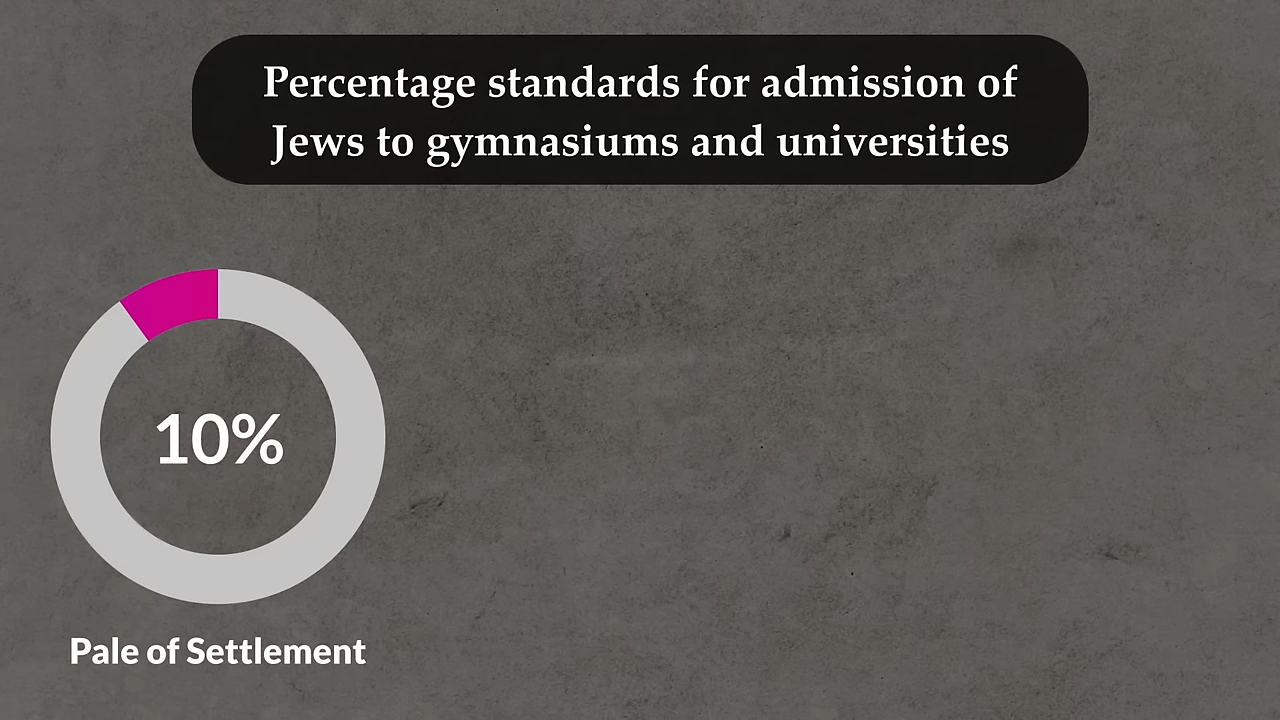 Percentage standards for admission of
Jews to gymnasiums and universities
10%
Pale of Settlement